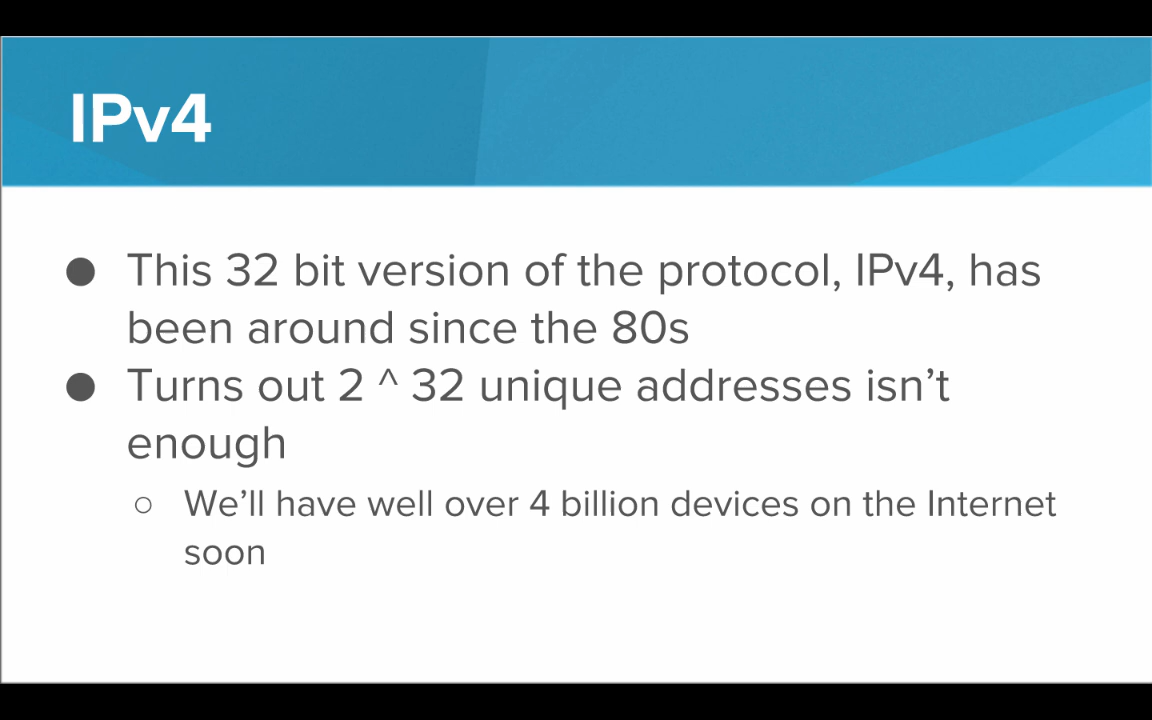 IPv4
● This 32 bit version of the protocol, IPv4, has
been around since the 80s
● Turns out 2 ^ 32 unique addresses isn’t
enough
○ We’ll have well over 4 billion devices on the Internet
soon